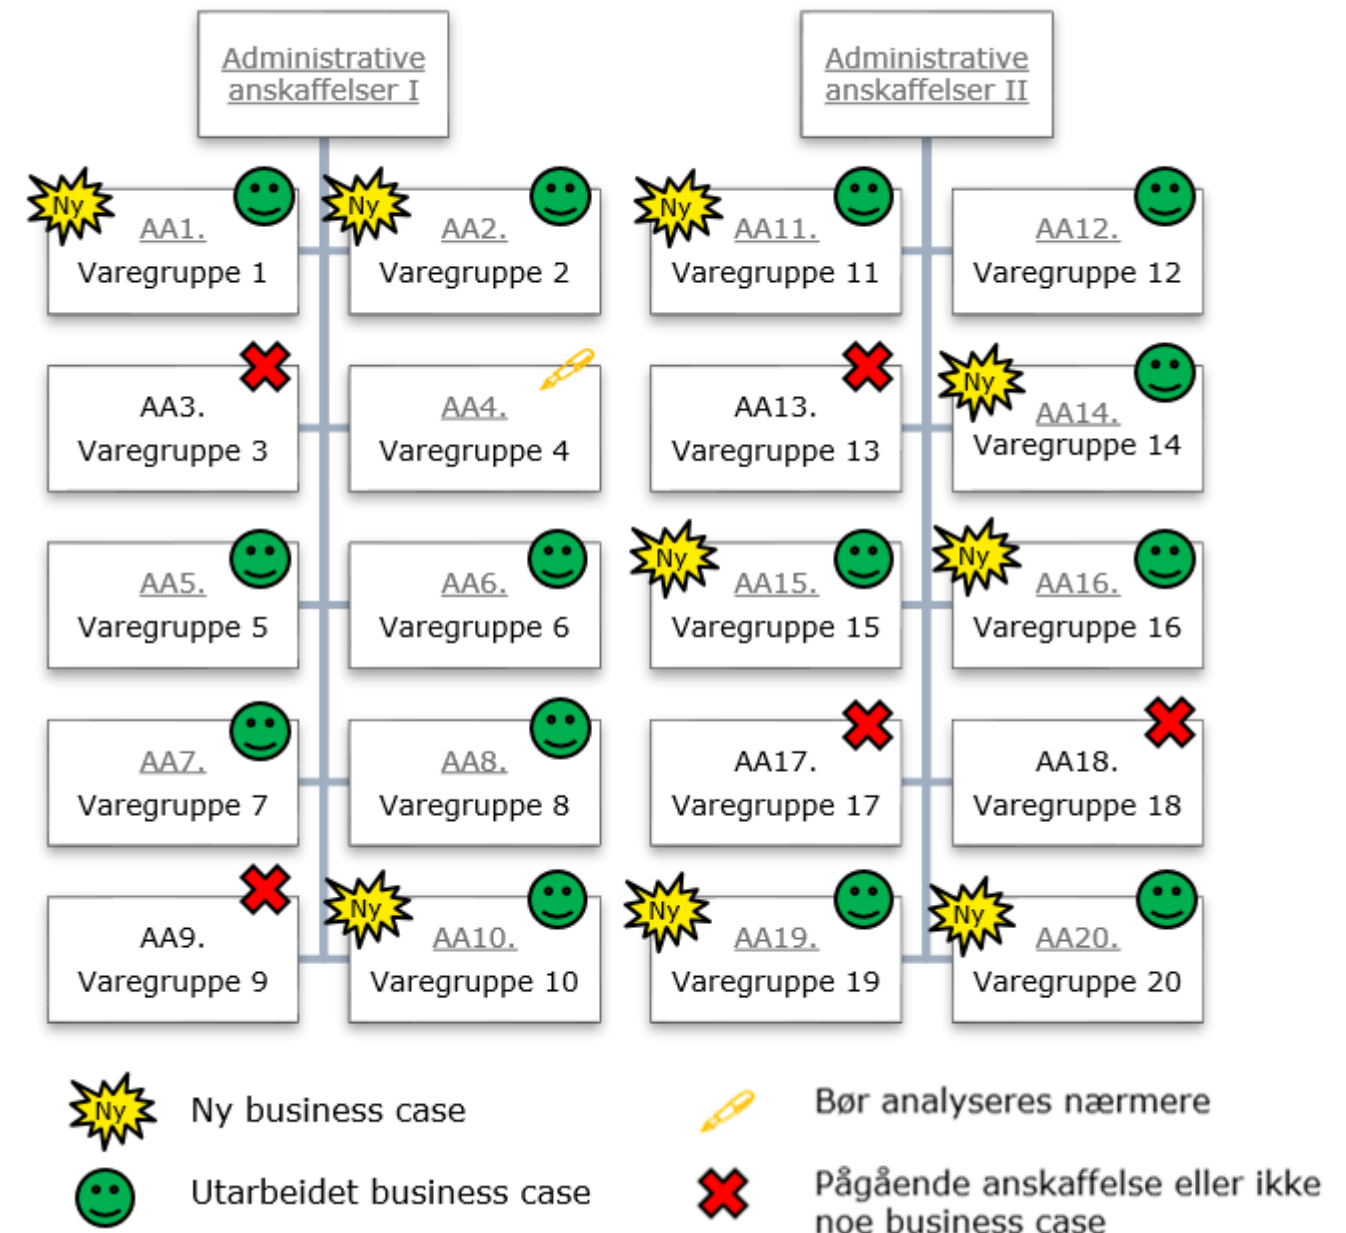 Administrative
anskaffelser I
Administrative
anskaffelser II
Ny
AA1.
Varegruppe 1
Ny
AA2.
Varegruppe 2
Ny
AA11.
Varegruppe 11
AA12.
Varegruppe 12
AA3.
Varegruppe 3
AA4.
Varegruppe 4
AA13.
Varegruppe 13
Ny
AA14.
Varegruppe 14
AA5.
Varegruppe 5
AA6.
Varegruppe 6
Ny
AA15.
Varegruppe 15
Ny
AA16.
Varegruppe 16
AA7.
Varegruppe 7
AA8.
Varegruppe 8
AA17.
Varegruppe 17
AA18.
Varegruppe 18
AA9.
Varegruppe 9
Ny
AA10.
Varegruppe 10
Ny
AA19.
Varegruppe 19
Ny
AA20.
Varegruppe 20
Ny
Ny business case
Bør analyseres nærmere
Utarbeidet business case
Pågående anskaffelse eller ikke
noe business case